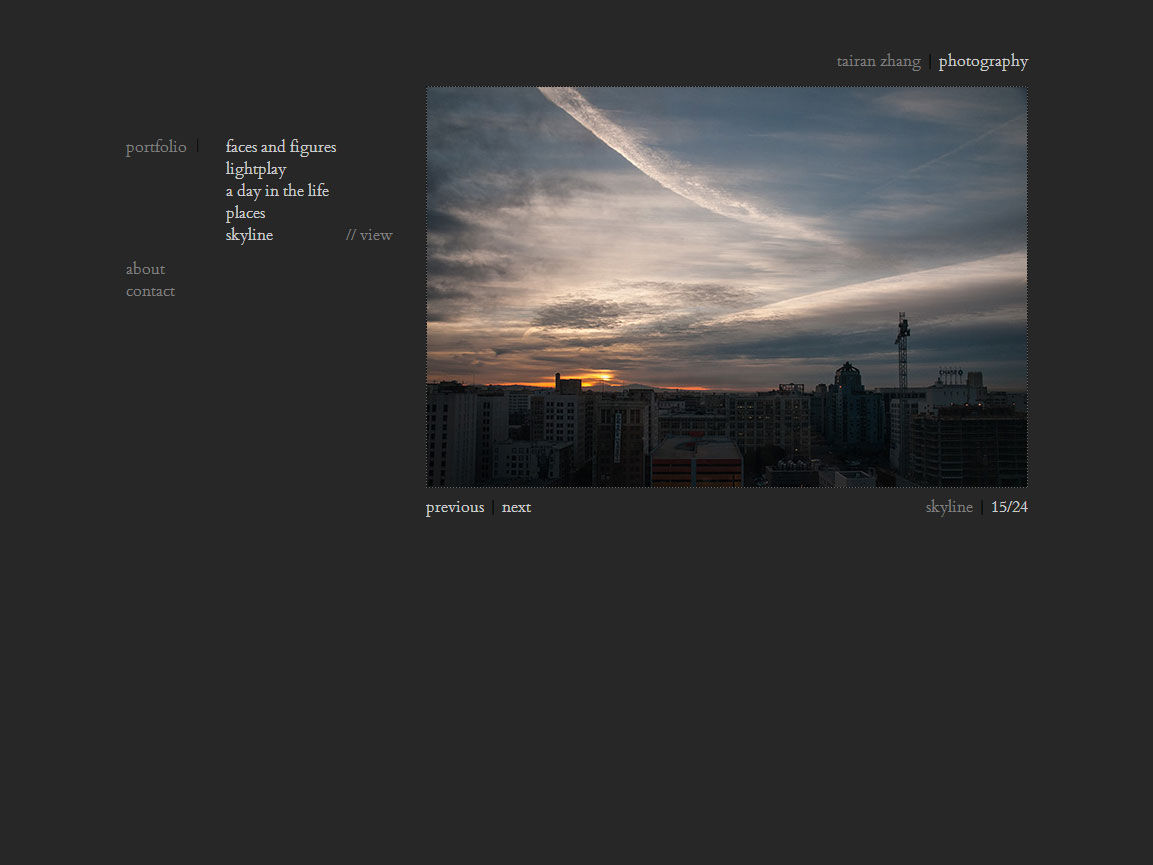 tairan zhang | photography
portfolio | faces and figures
lightplay
a day in the life
places
skyline // view
about
contact
previous | next
skyline | 15/24